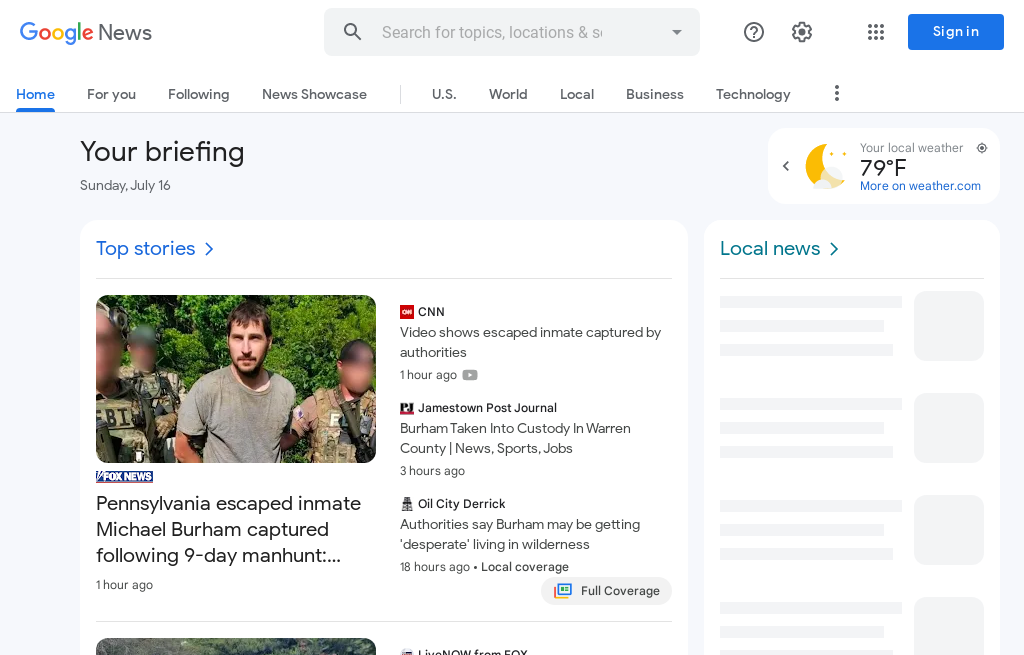 Google News
Search for topics, locations & so
Sign in
Home
For you
Following
News Showcase
U.S.
World
Local
Business
Technology
Your briefing
Sunday, July 16
Your local weather
79°F
More on weather.com
Top stories
Local news
FBI
FOX NEWS
Pennsylvania escaped inmate
Michael Burham captured
following 9-day manhunt:...
1 hour ago
CNN
Video shows escaped inmate captured by
authorities
1 hour ago
Jamestown Post Journal
Burham Taken Into Custody In Warren
County | News, Sports, Jobs
3 hours ago
Oil City Derrick
Authorities say Burham may be getting
'desperate' living in wilderness
18 hours ago • Local coverage
Full Coverage
LiveNOW from FOX